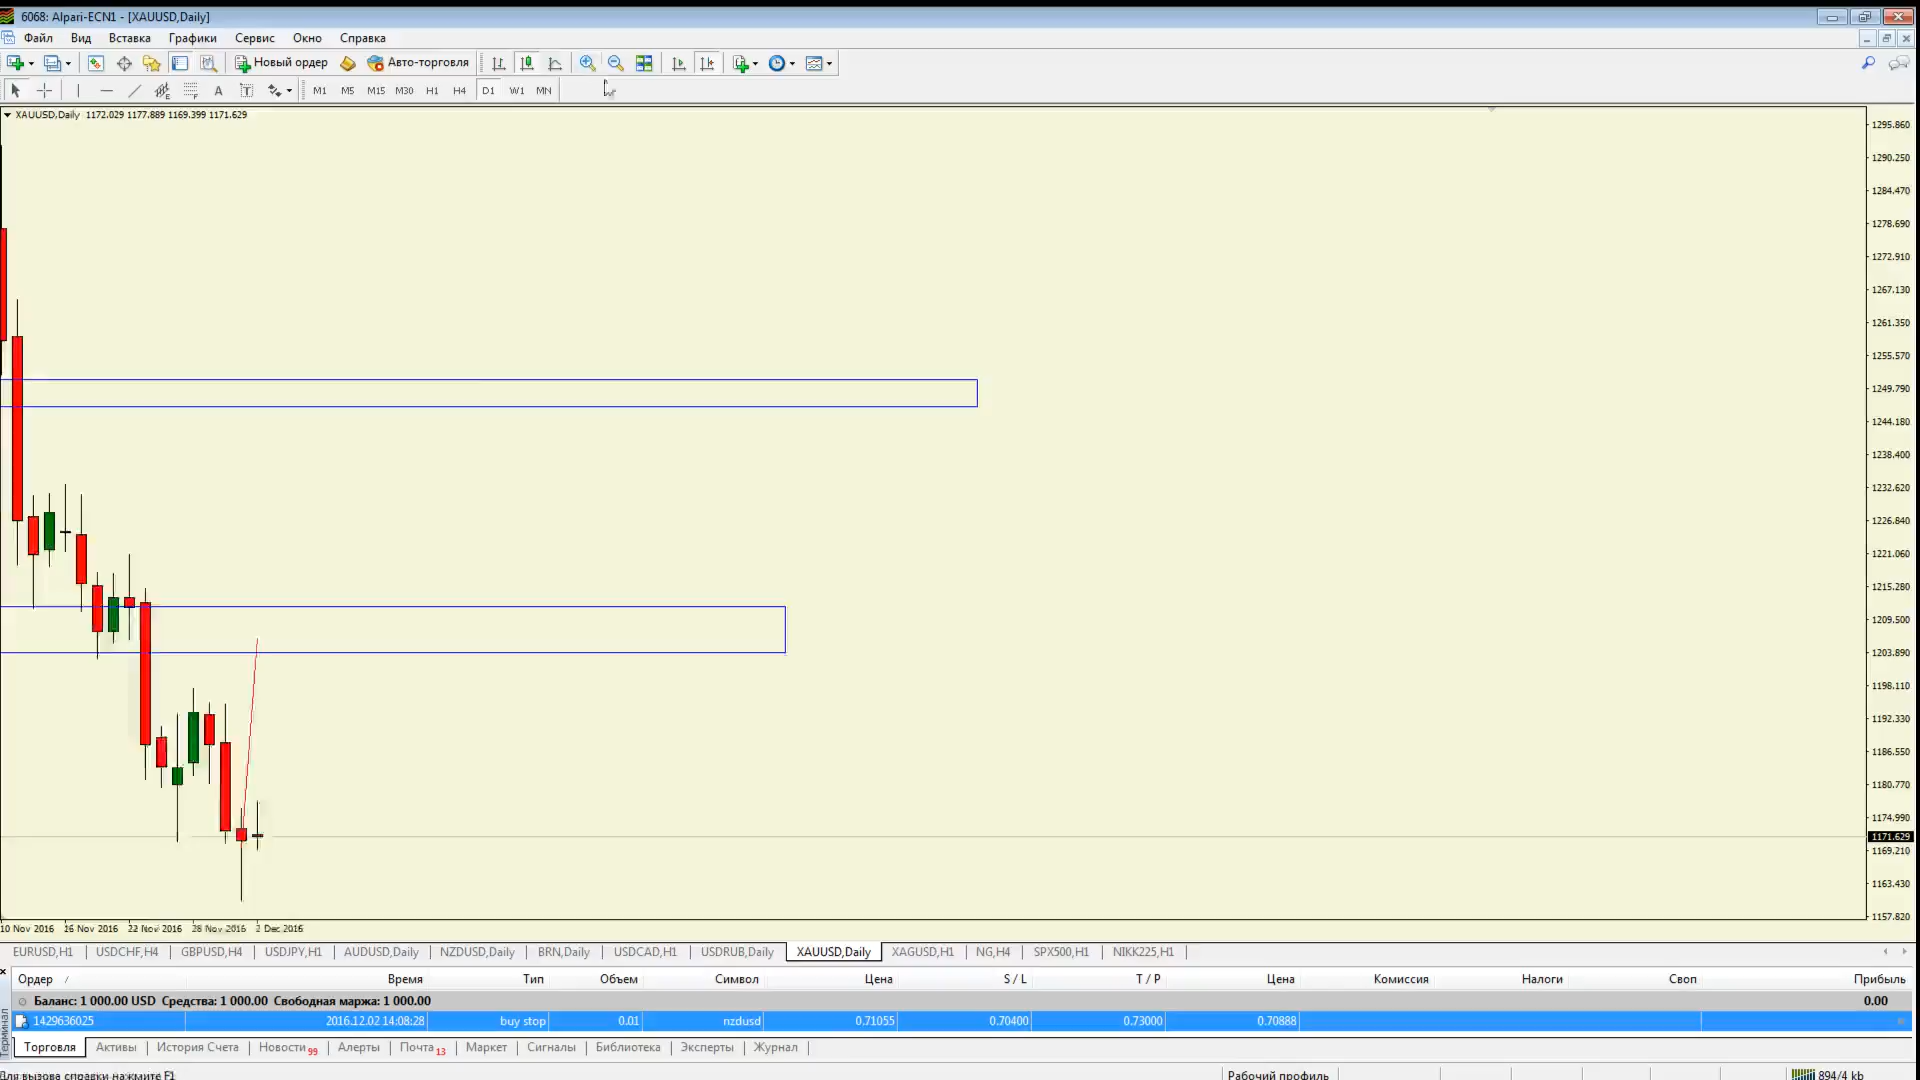 6068: Alpari-ECN1 - [XAUUSD,Daily]
Файл Вид Вставка Графики Сервис Окно Справка
Новый ордер Авто-торговля
A T M1 M5 M15 M30 H1 H4 D1 W1 MN
XAUUSD,Daily 1172.029 1177.889 1169.399 1171.629
1295.860
1290.250
1284.470
1278.690
1272.910
1267.130
1261.350
1255.570
1249.790
1244.180
1238.400
1232.620
1226.840
1221.060
1215.280
1209.500
1203.890
1198.110
1192.330
1186.550
1180.770
1174.990
1171.629
1169.210
1163.430
1157.820
10 Nov 2016 16 Nov 2016 22 Nov 2016 28 Nov 2016 2 Dec 2016
EURUSD,H1 USDCHF,H4 GBPUSD,H4 USDJPY,H1 AUDUSD,Daily NZDUSD,Daily BRN,Daily USDCAD,H1 USDRUB,Daily XAUUSD,Daily XAGUSD,H1 NG,H4 SPX500,H1 NIKK225,H1
Ордер / Время Тип Объем Символ Цена S / L T / P Цена Комиссия Налоги Своп Прибыль
Баланс: 1 000.00 USD Средства: 1 000.00 Свободная маржа: 1 000.00 0.00
1429636025 2016.12.02 14:08:28 buy stop 0.01 nzdusd 0.71055 0.70400 0.73000 0.70888
Терминал
Торговля Активы История Счета Новости 99 Алерты Почта 13 Маркет Сигналы Библиотека Эксперты Журнал
Для вызова справки нажмите F1 Рабочий профиль 894/4 kb